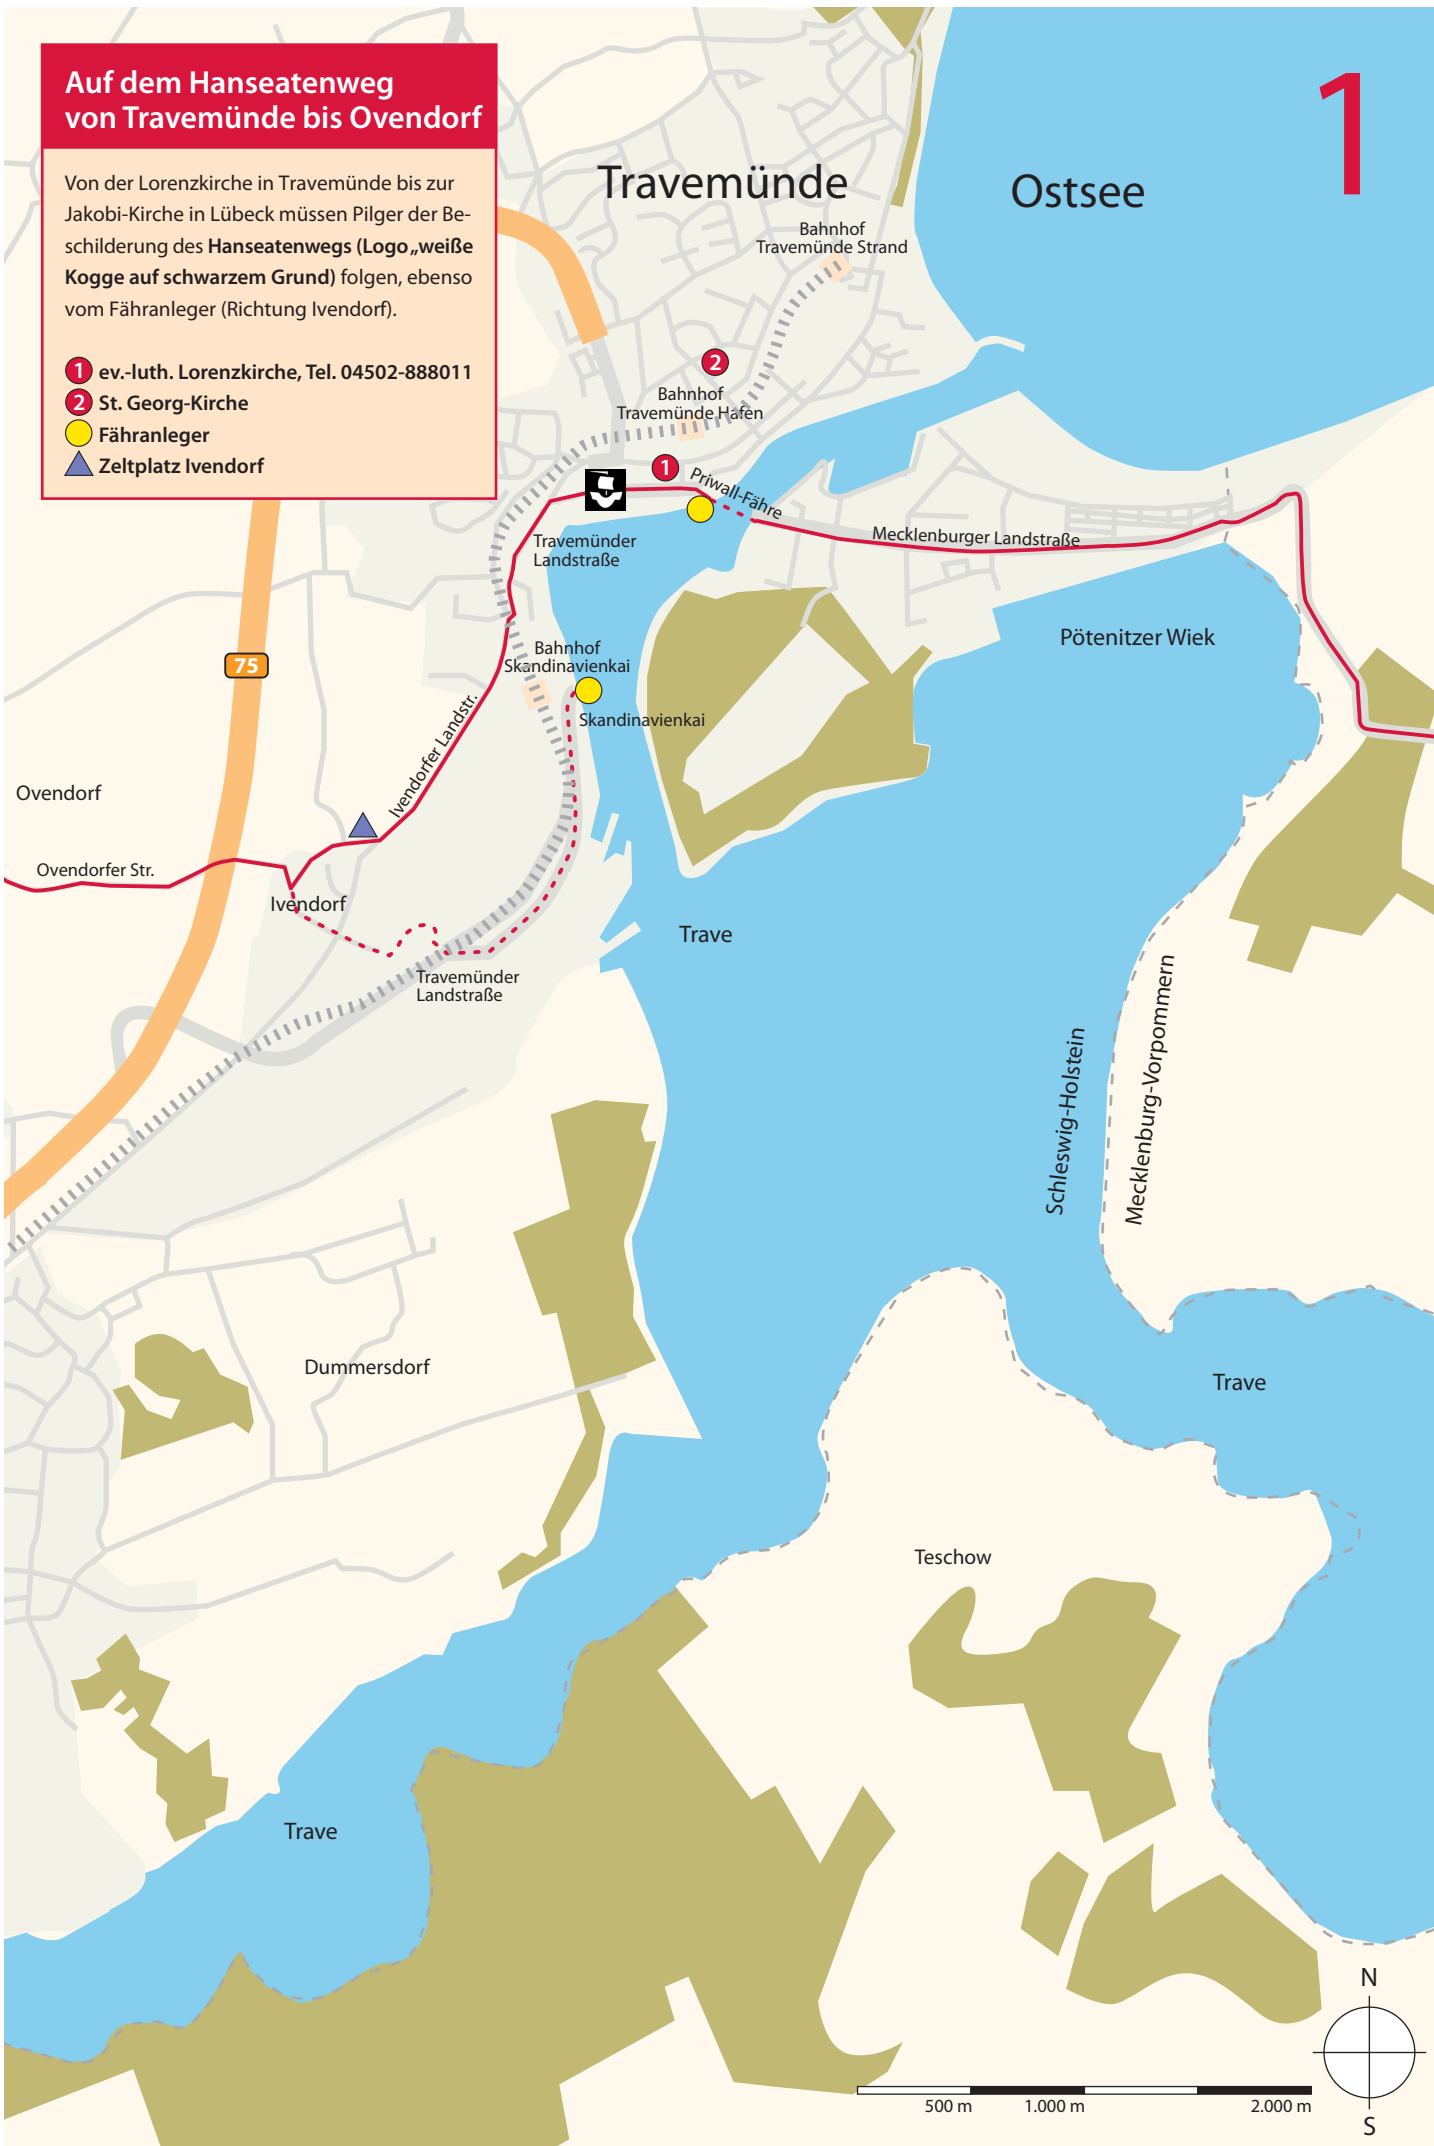 Auf dem Hanseatenweg
von Travemünde bis Ovendorf
Von der Lorenzkirche in Travemünde bis zur
Jakobi-Kirche in Lübeck müssen Pilger der Be-
schilderung des Hanseatenwegs (Logo „weiße
Kogge auf schwarzem Grund) folgen, ebenso
vom Fähranleger (Richtung Ivendorf).
1 ev.-luth. Lorenzkirche, Tel. 04502-888011
2 St. Georg-Kirche
Fähranleger
Zeltplatz Ivendorf
1
Travemünde
Ostsee
Bahnhof
Travemünde Strand
2
Bahnhof
Travemünde Hafen
1
Priwall-Fähre
Mecklenburger Landstraße
Travemünder
Landstraße
Pötenitzer Wiek
Bahnhof
Skandinavienkai
75
Skandinavienkai
Ivendorfer Landstr.
Ovendorf
Ovendorfer Str.
Ivendorf
Trave
Travemünder
Landstraße
Schleswig-Holstein
Mecklenburg-Vorpommern
Dummersdorf
Trave
Teschow
Trave
N
500 m
1.000 m
2.000 m
S